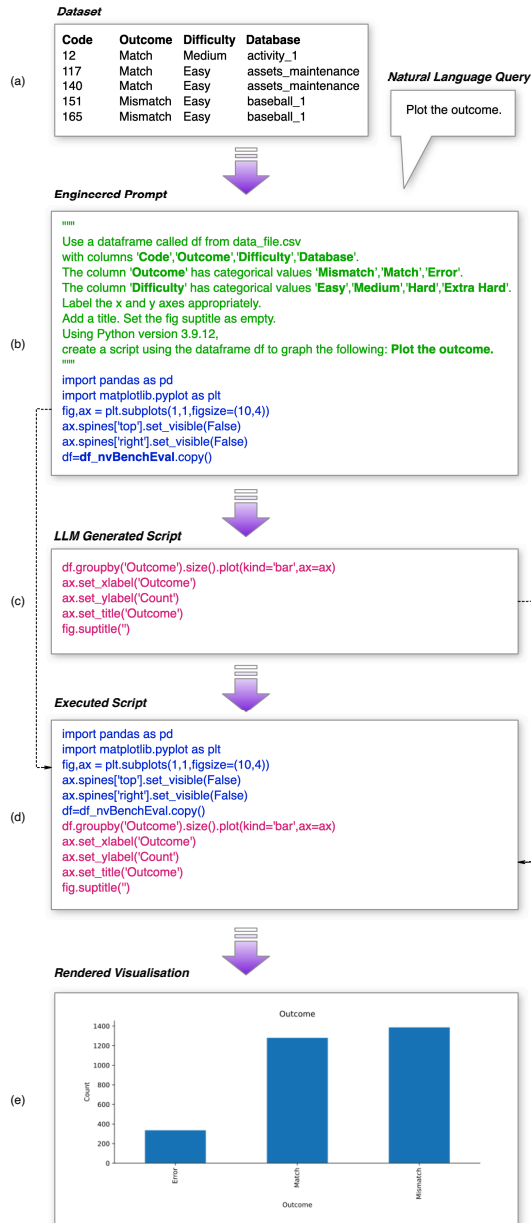 Dataset
Code Outcome Difficulty Database
12 Match Medium activity_1
117 Match Easy assets_maintenance
140 Match Easy assets_maintenance
151 Mismatch Easy baseball_1
165 Mismatch Easy baseball_1
(a)
Natural Language Query
Plot the outcome.
Engineered Prompt
"""
Use a dataframe called df from data_file.csv
with columns 'Code','Outcome','Difficulty','Database'.
The column 'Outcome' has categorical values 'Mismatch','Match','Error'.
The column 'Difficulty' has categorical values 'Easy','Medium','Hard','Extra Hard'.
Label the x and y axes appropriately.
Add a title. Set the fig suptitle as empty.
Using Python version 3.9.12,
create a script using the dataframe df to graph the following: Plot the outcome.
"""
import pandas as pd
import matplotlib.pyplot as plt
fig,ax = plt.subplots(1,1,figsize=(10,4))
ax.spines['top'].set_visible(False)
ax.spines['right'].set_visible(False)
df=df_nvBenchEval.copy()
(b)
LLM Generated Script
df.groupby('Outcome').size().plot(kind='bar',ax=ax)
ax.set_xlabel('Outcome')
ax.set_ylabel('Count')
ax.set_title('Outcome')
fig.suptitle('')
(c)
Executed Script
import pandas as pd
import matplotlib.pyplot as plt
fig,ax = plt.subplots(1,1,figsize=(10,4))
ax.spines['top'].set_visible(False)
ax.spines['right'].set_visible(False)
df=df_nvBenchEval.copy()
df.groupby('Outcome').size().plot(kind='bar',ax=ax)
ax.set_xlabel('Outcome')
ax.set_ylabel('Count')
ax.set_title('Outcome')
fig.suptitle('')
(d)
Rendered Visualisation
Outcome
1400
1200
1000
800
600
400
200
0
Count
Error
Match
Mismatch
Outcome
(e)